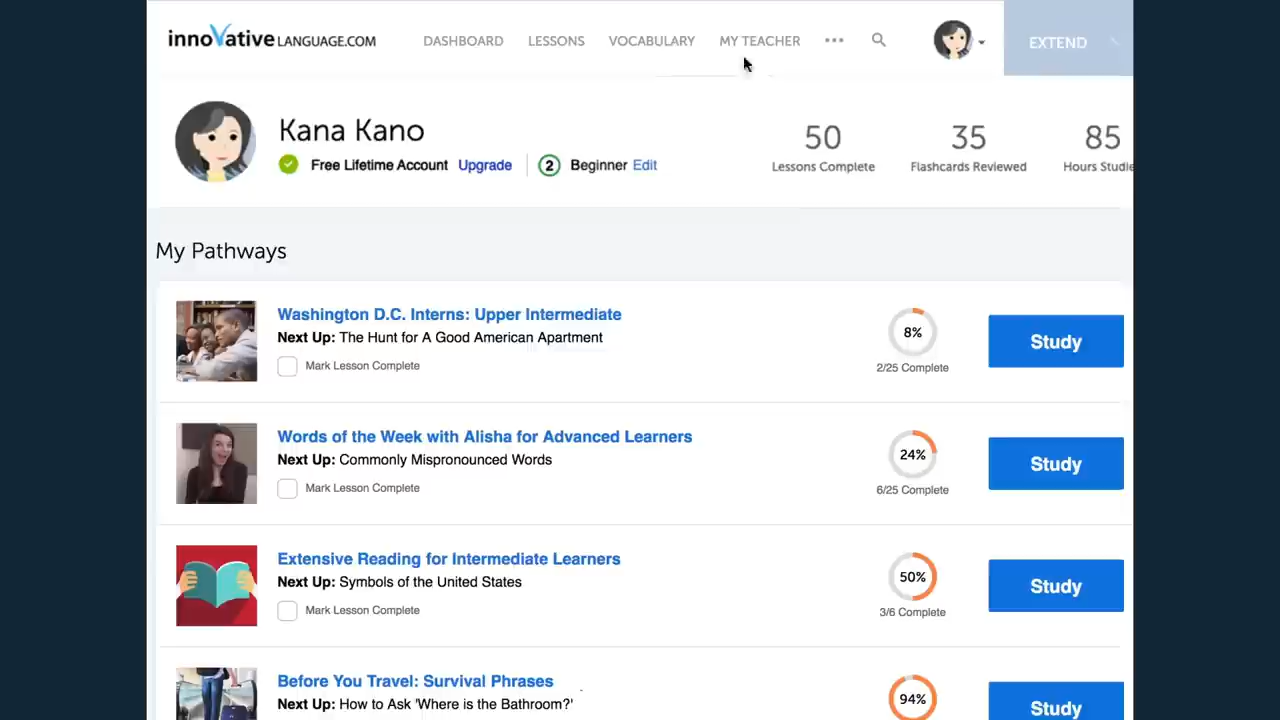 innoVative LANGUAGE.COM
DASHBOARD LESSONS VOCABULARY MY TEACHER ••• EXTEND
Kana Kano
Free Lifetime Account Upgrade 2 Beginner Edit
50 35 85
Lessons Complete Flashcards Reviewed Hours Studie
My Pathways
Washington D.C. Interns: Upper Intermediate
Next Up: The Hunt for A Good American Apartment
Mark Lesson Complete
8%
2/25 Complete
Study
Words of the Week with Alisha for Advanced Learners
Next Up: Commonly Mispronounced Words
Mark Lesson Complete
24%
6/25 Complete
Study
Extensive Reading for Intermediate Learners
Next Up: Symbols of the United States
Mark Lesson Complete
50%
3/6 Complete
Study
Before You Travel: Survival Phrases
Next Up: How to Ask 'Where is the Bathroom?'
94%
Study